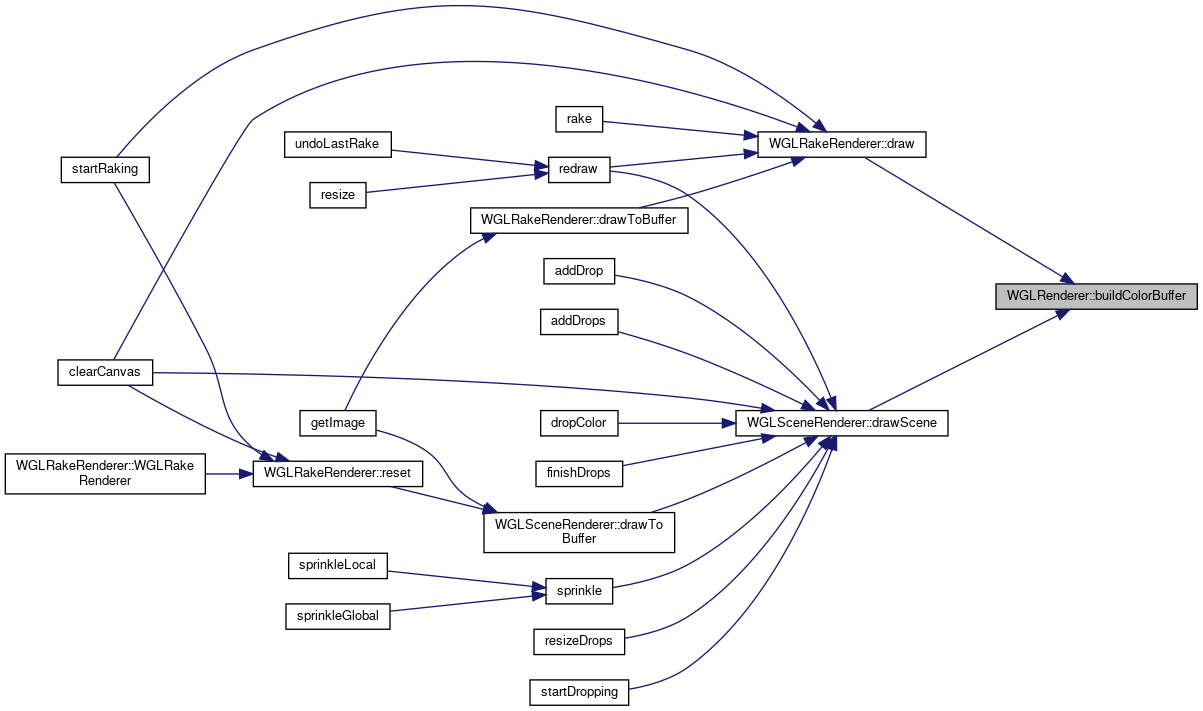 rake
undoLastRake
WGLRakeRenderer::draw
startRaking
redraw
resize
WGLRakeRenderer::drawToBuffer
addDrop
WGLRenderer::buildColorBuffer
addDrops
clearCanvas
getImage
dropColor
WGLSceneRenderer::drawScene
WGLRakeRenderer::WGLRake
Renderer
WGLRakeRenderer::reset
finishDrops
WGLSceneRenderer::drawTo
Buffer
sprinkleLocal
sprinkle
sprinkleGlobal
resizeDrops
startDropping